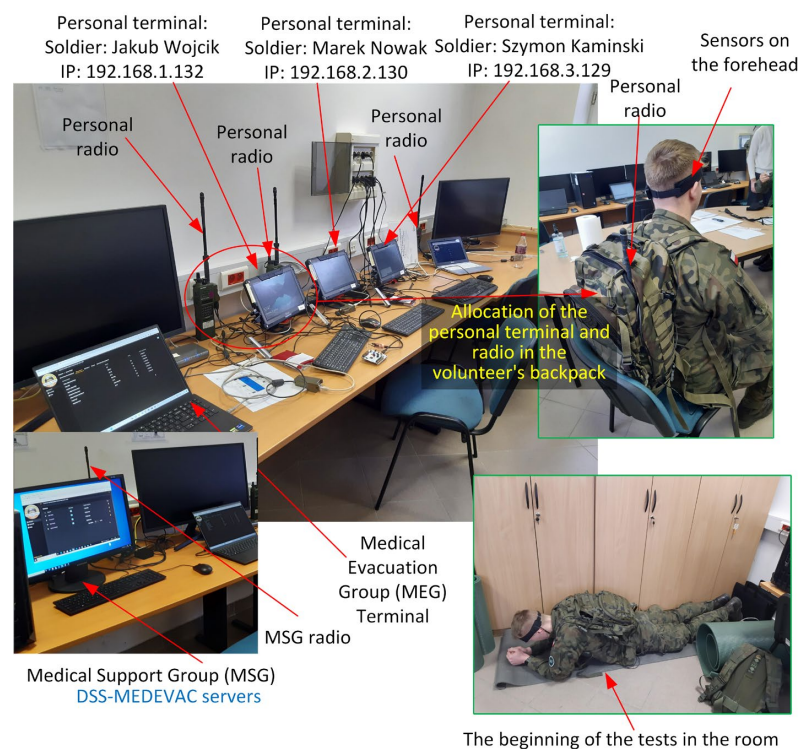 Personal terminal:
Soldier: Jakub Wojcik
IP: 192.168.1.132
Personal terminal:
Soldier: Marek Nowak
IP: 192.168.2.130
Personal terminal:
Soldier: Szymon Kaminski
IP: 192.168.3.129
Sensors on
the forehead
Personal
radio
Personal
radio
Personal
radio
Personal
radio
Allocation of the
personal terminal and
radio in the
volunteer's backpack
Medical
Evacuation
Group (MEG)
Terminal
MSG radio
Medical Support Group (MSG)
DSS-MEDEVAC servers
The beginning of the tests in the room